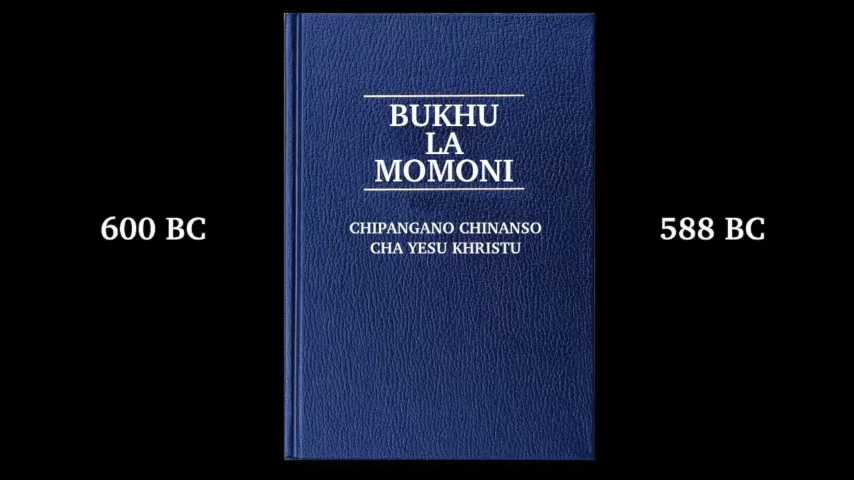 BUKHU
LA
MOMONI
CHIPANGANO CHINANSO
CHA YESU KHRISTU
600 BC
588 BC